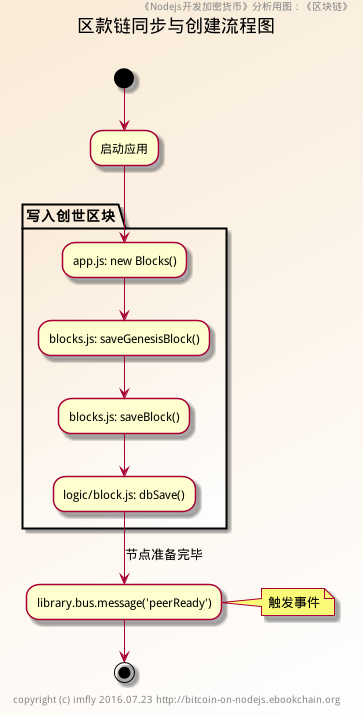 《Nodejs开发加密货币》分析用图：《区块链》
区款链同步与创建流程图
启动应用
写入创世区块
app.js: new Blocks()
blocks.js: saveGenesisBlock()
blocks.js: saveBlock()
logic/block.js: dbSave()
节点准备完毕
library.bus.message('peerReady')
触发事件
copyright (c) imfly 2016.07.23 http://bitcoin-on-nodejs.ebookchain.org